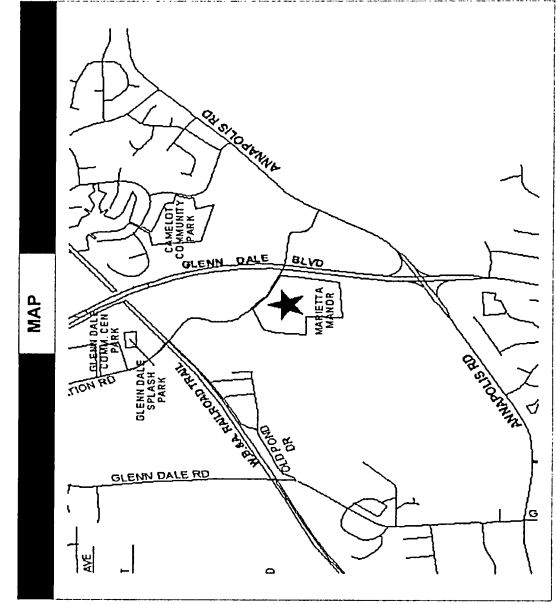 MAP
ANNAPOLIS RD
CAMELOT
COMMUNITY
PARK
GLENN DALE BLVD
GLENN DALE
COMM.CEN
PARK
TION RD
GLENN DALE
SPLASH
PARK
MARIETTA
MANOR
W.B.&A. RAILROAD TRAIL
OLD POND
DR
GLENN DALE RD
ANNAPOLIS RD
AVE
T
D
G